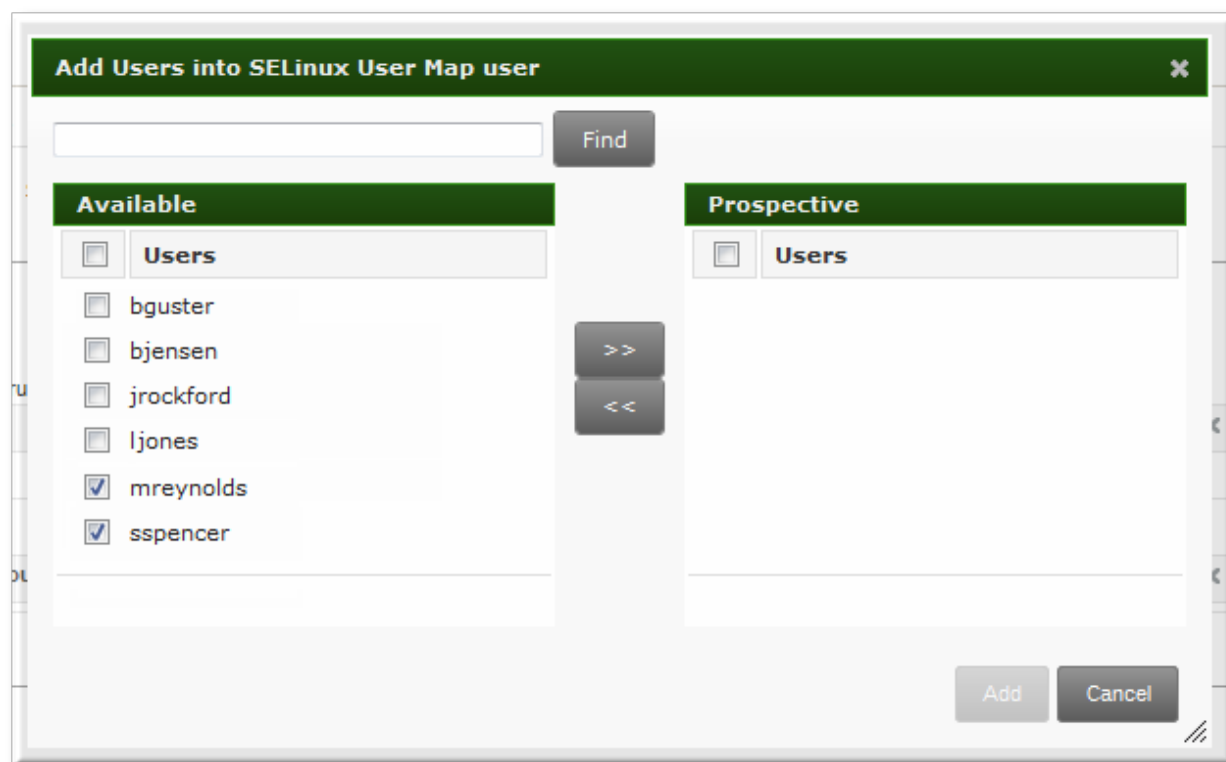 Add Users into SELinux User Map user
Find
Available
Users
bguster
bjensen
jrockford
ljones
mreynolds
sspencer
>>
<<
Prospective
Users
Add
Cancel